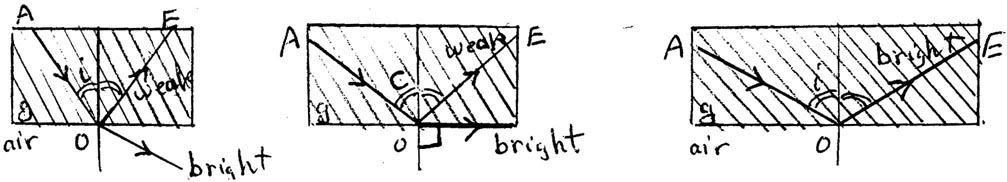 A E
i
weak
g
air O
bright
A weak E
C
g
O bright
A bright E
i
g
air O